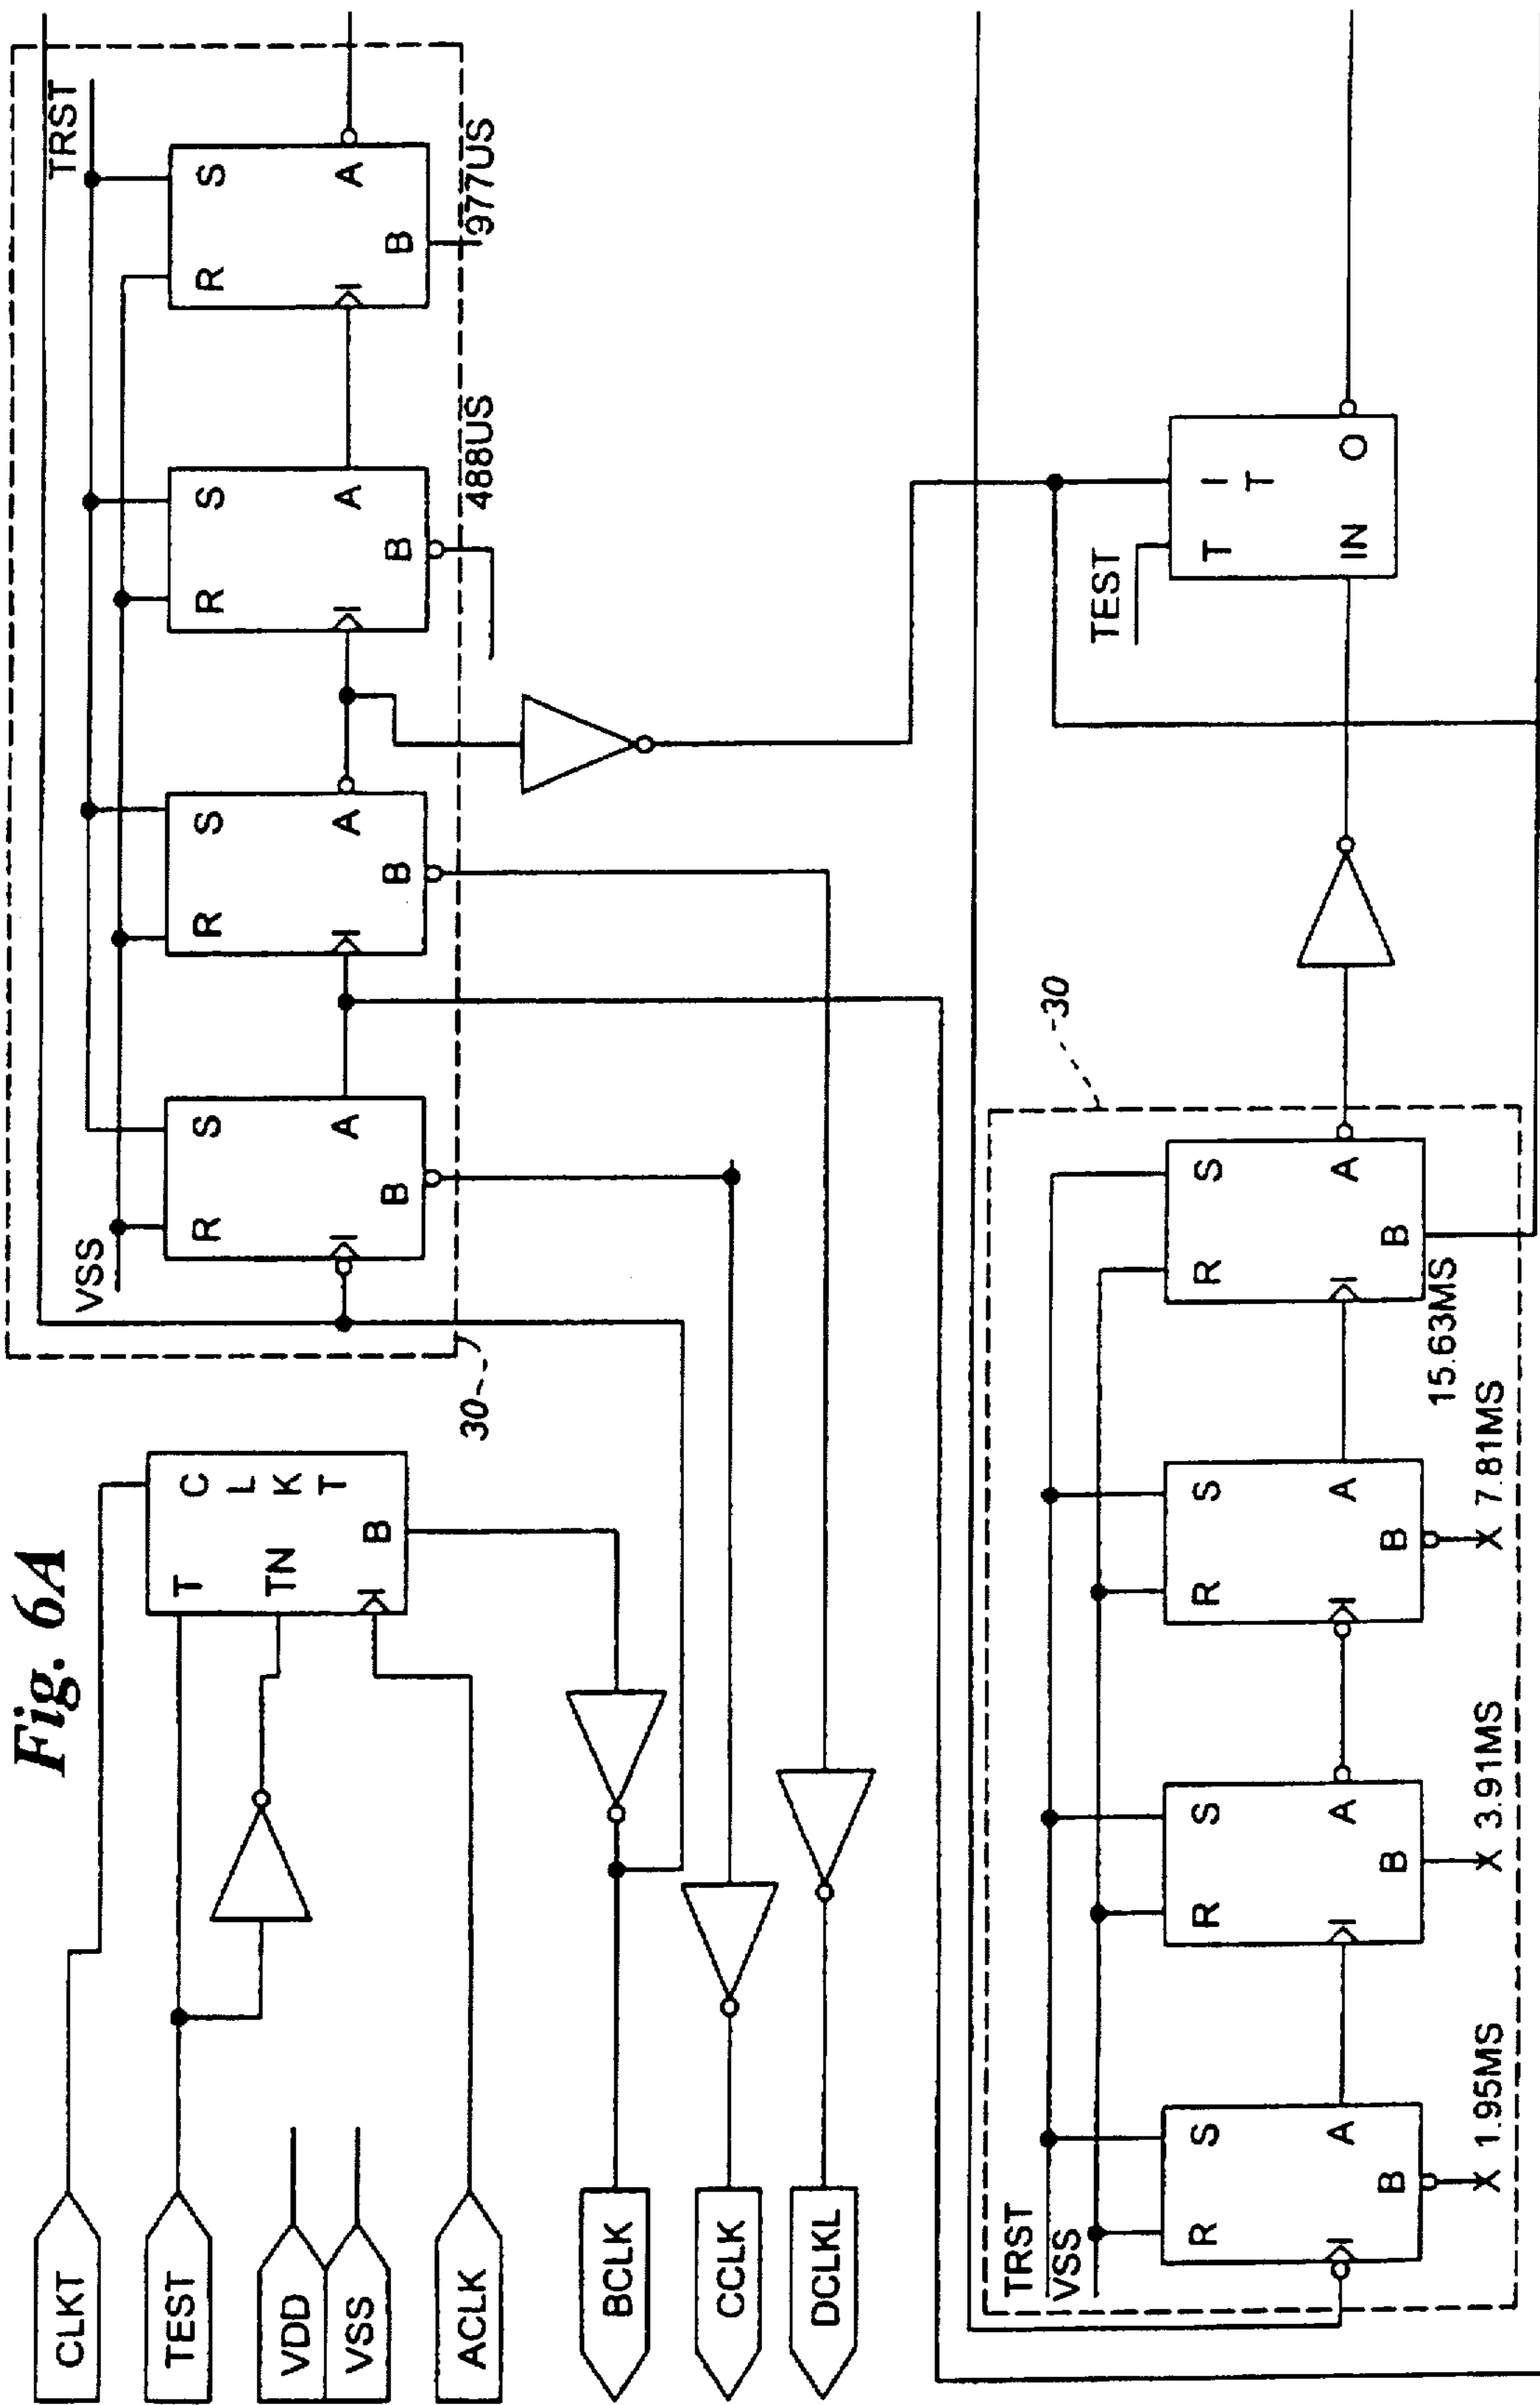 Fig. 6A
CLKT
TEST
VDD
VSS
ACLK
BCLK
CCLK
DCLKL
T
C
L
K
T
TN
B
30
VSS
TRST
R
S
A
B
R
S
A
B
R
S
A
B
488US
R
S
A
B
977US
30
TRST
VSS
R
S
A
B
X 1.95MS
R
S
A
B
X 3.91MS
R
S
A
B
X 7.81MS
R
S
A
B
15.63MS
TEST
T
I
T
IN
O